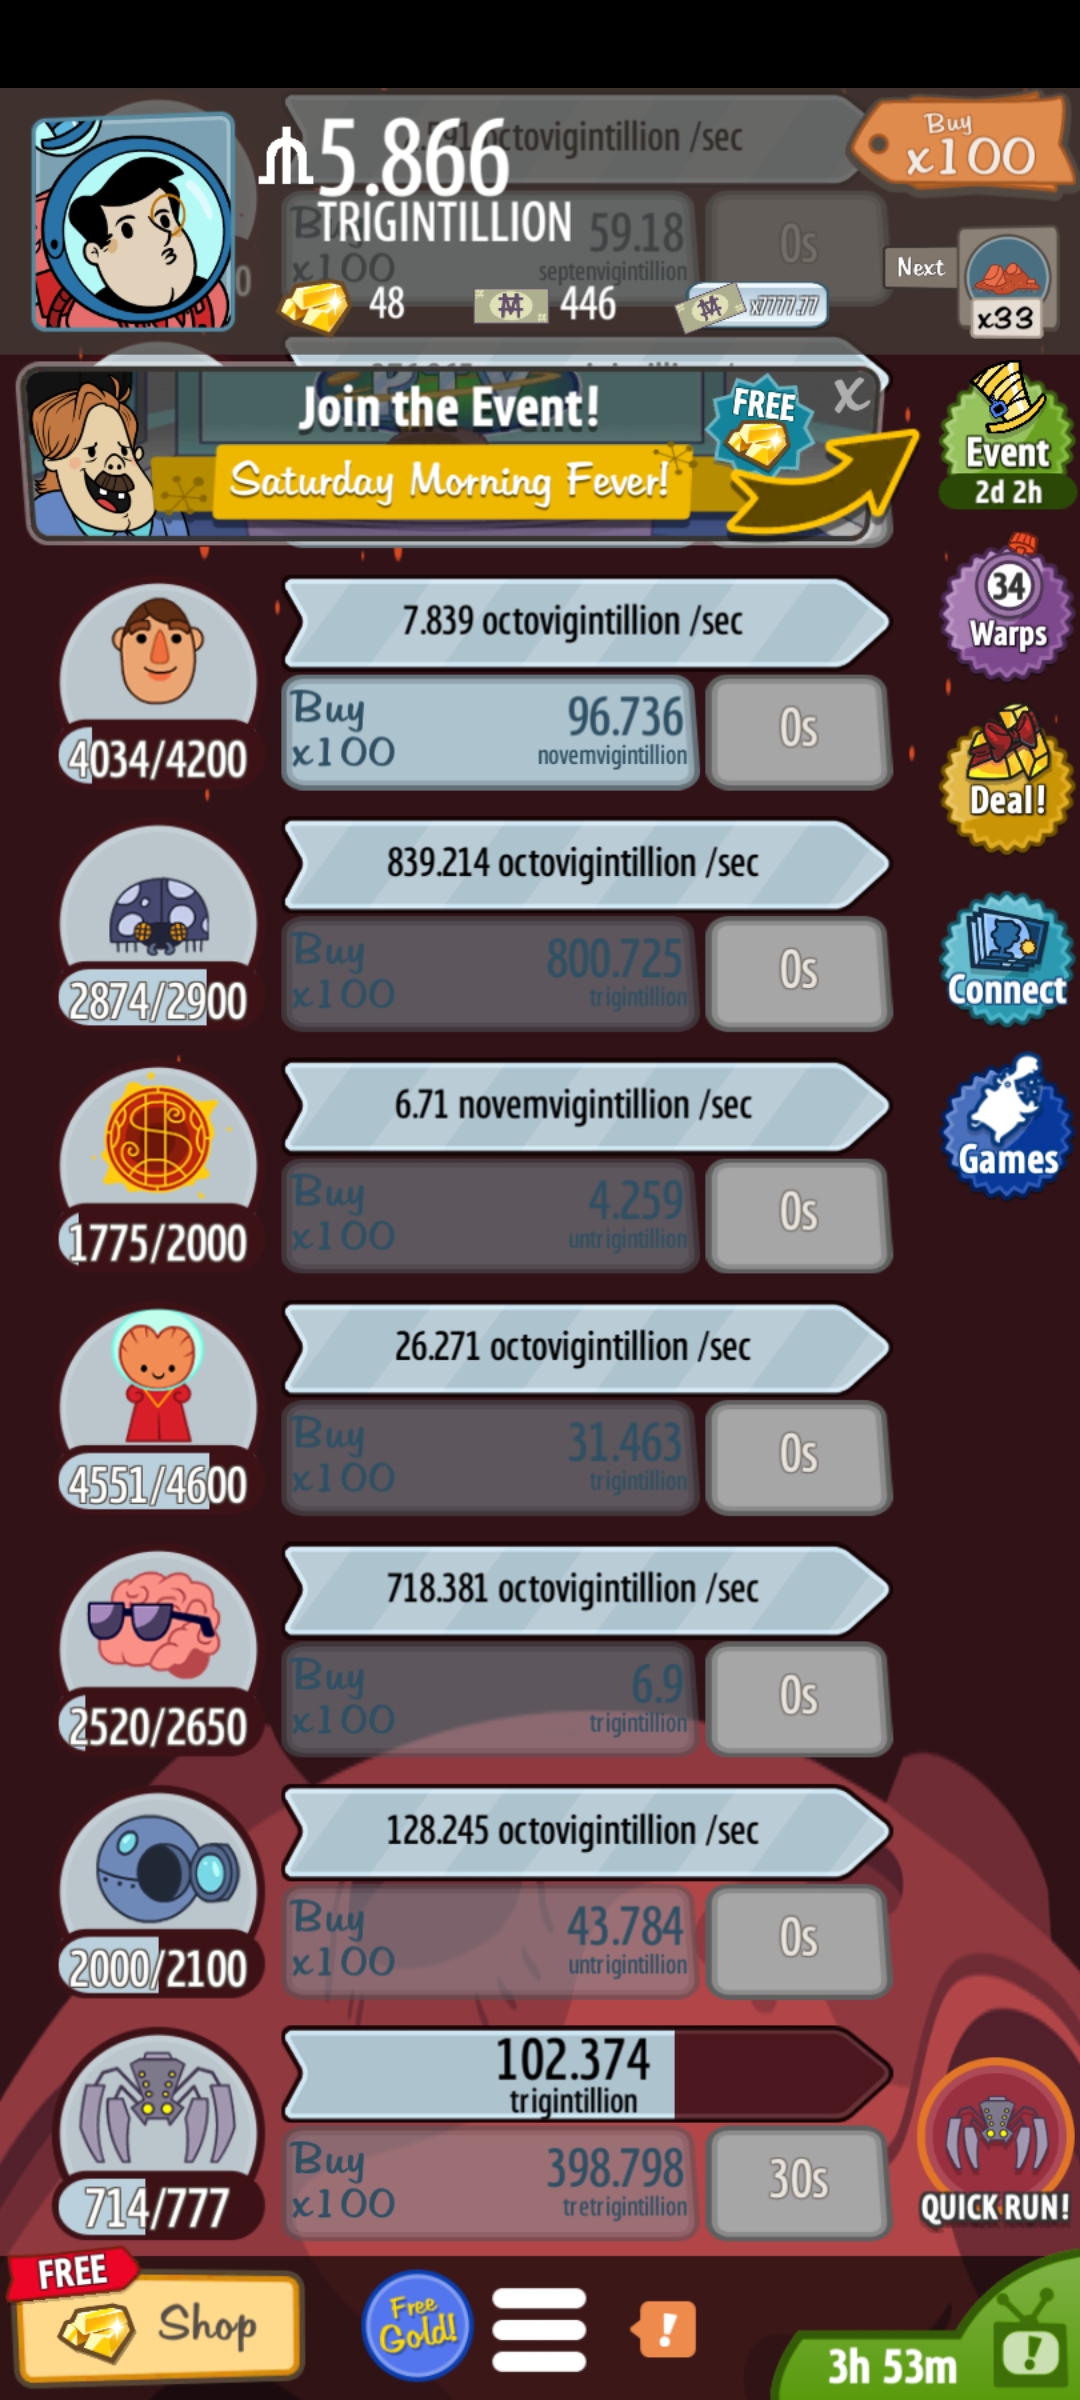 octovigintillion /sec
5.866
TRIGINTILLION
Buy
x100
Buy
x100
59.18
septenvigintillion
0s
Next
x33
48
446
x7777.77
Join the Event!
FREE
X
Saturday Morning Fever!
Event
2d 2h
34
Warps
Deal!
Connect
Games
7.839 octovigintillion /sec
4034/4200
Buy
x100
96.736
novemvigintillion
0s
839.214 octovigintillion /sec
2874/2900
Buy
x100
800.725
trigintillion
0s
6.71 novemvigintillion /sec
1775/2000
Buy
x100
4.259
untrigintillion
0s
26.271 octovigintillion /sec
4551/4600
Buy
x100
31.463
trigintillion
0s
718.381 octovigintillion /sec
2520/2650
Buy
x100
6.9
trigintillion
0s
128.245 octovigintillion /sec
2000/2100
Buy
x100
43.784
untrigintillion
0s
102.374
trigintillion
714/777
Buy
x100
398.798
tretrigintillion
30s
QUICK RUN!
FREE
Shop
Free
Gold!
!
3h 53m
!